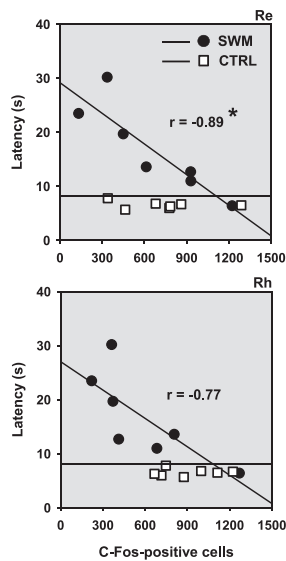 Re
40
30
20
10
0
Latency (s)
SWM
CTRL
r = -0.89 *
0 300 600 900 1200 1500
Rh
40
30
20
10
0
Latency (s)
r = -0.77
0 300 600 900 1200 1500
C-Fos-positive cells